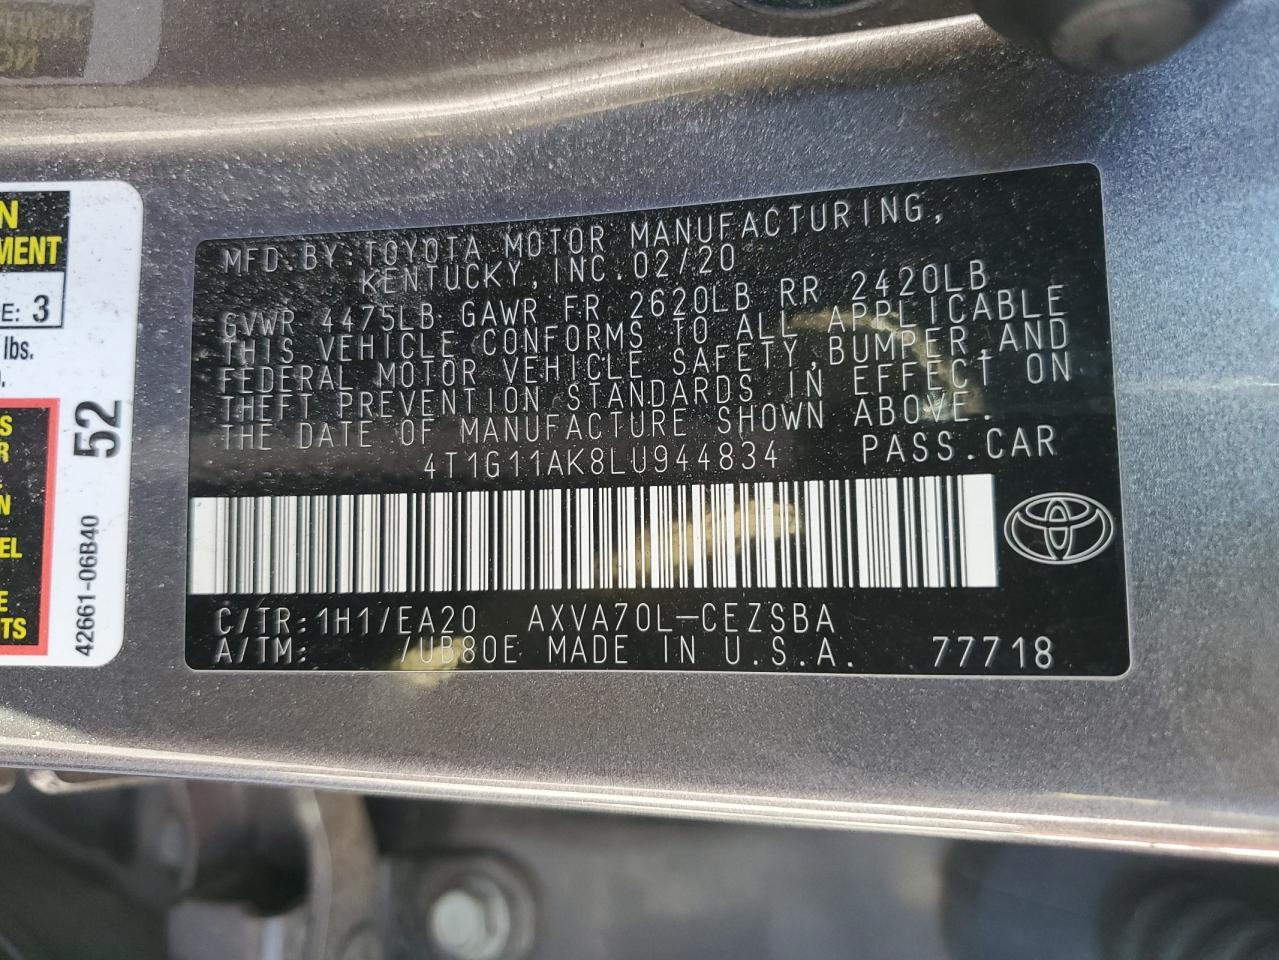 N
MENT
E: 3
lbs.
52
42661-06B40
S
R
N
EL
E
TS
MFD.BY:TOYOTA MOTOR MANUFACTURING,
KENTUCKY, INC. 02/20
GVWR 4475LB GAWR FR 2620LB RR 2420LB
THIS VEHICLE CONFORMS TO ALL APPLICABLE
FEDERAL MOTOR VEHICLE SAFETY,BUMPER AND
THEFT PREVENTION STANDARDS IN EFFECT ON
THE DATE OF MANUFACTURE SHOWN ABOVE.
4T1G11AK8LU944834 PASS.CAR
C/TR:1H1/EA20 AXVA70L-CEZSBA
A/TM: /UB80E MADE IN U.S.A. 77718